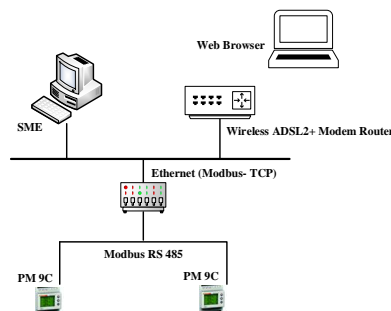 Web Browser
SME
Wireless ADSL2+ Modem Router
Ethernet (Modbus- TCP)
Modbus RS 485
PM 9C
PM 9C